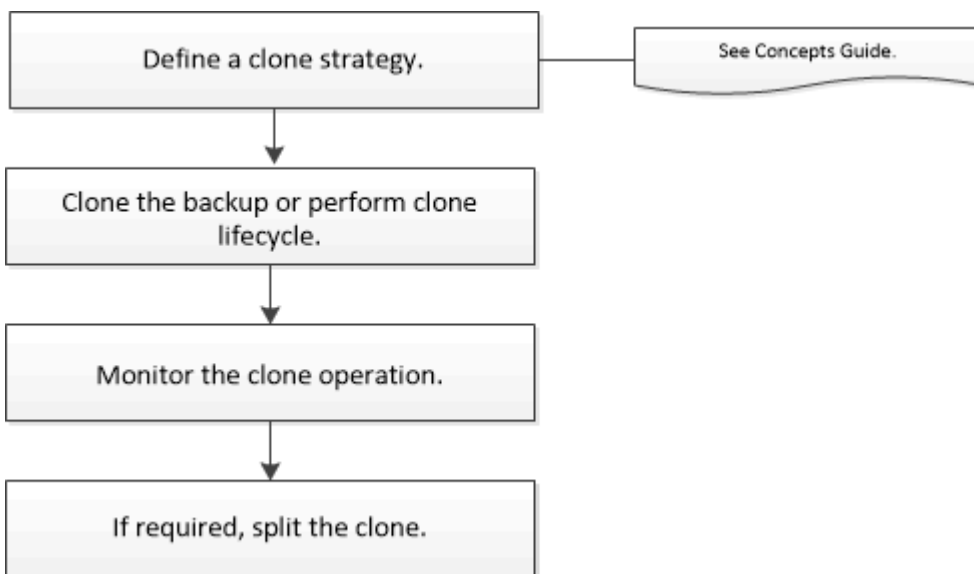 Define a clone strategy.
See Concepts Guide.
Clone the backup or perform clone
lifecycle.
Monitor the clone operation.
If required, split the clone.